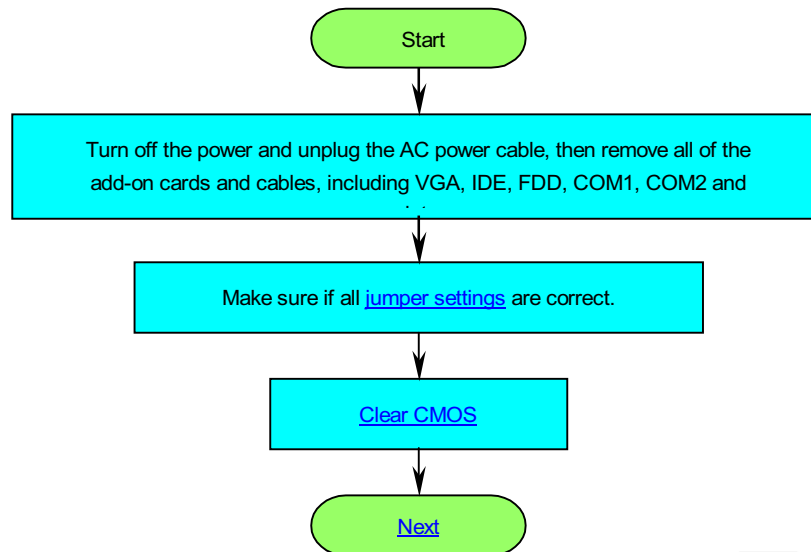 Start
Turn off the power and unplug the AC power cable, then remove all of the
add-on cards and cables, including VGA, IDE, FDD, COM1, COM2 and
Make sure if all jumper settings are correct.
Clear CMOS
Next